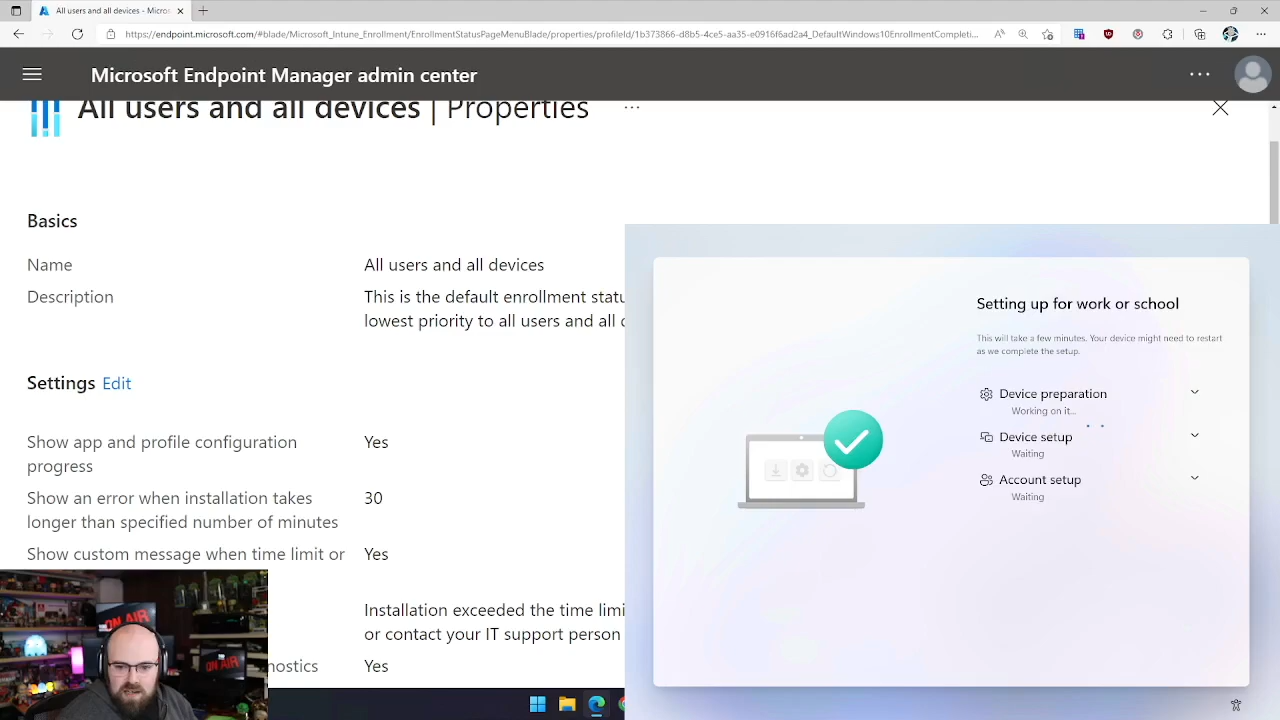 All users and all devices - Micros
https://endpoint.microsoft.com/#blade/Microsoft_Intune_Enrollment/EnrollmentStatusPageMenuBlade/properties/profileId/1b373866-d8b5-4ce5-aa35-e0916f6ad2a4_DefaultWindows10EnrollmentCompleti...
Microsoft Endpoint Manager admin center
All users and all devices | Properties
Basics
Name
All users and all devices
Description
This is the default enrollment statu
lowest priority to all users and all d
Settings Edit
Show app and profile configuration
progress
Yes
Show an error when installation takes
longer than specified number of minutes
30
Show custom message when time limit or
Yes
Installation exceeded the time limi
or contact your IT support person
nostics
Yes
Setting up for work or school
This will take a few minutes. Your device might need to restart
as we complete the setup.
Device preparation
Working on it...
Device setup
Waiting
Account setup
Waiting
ON AIR
ON AIR